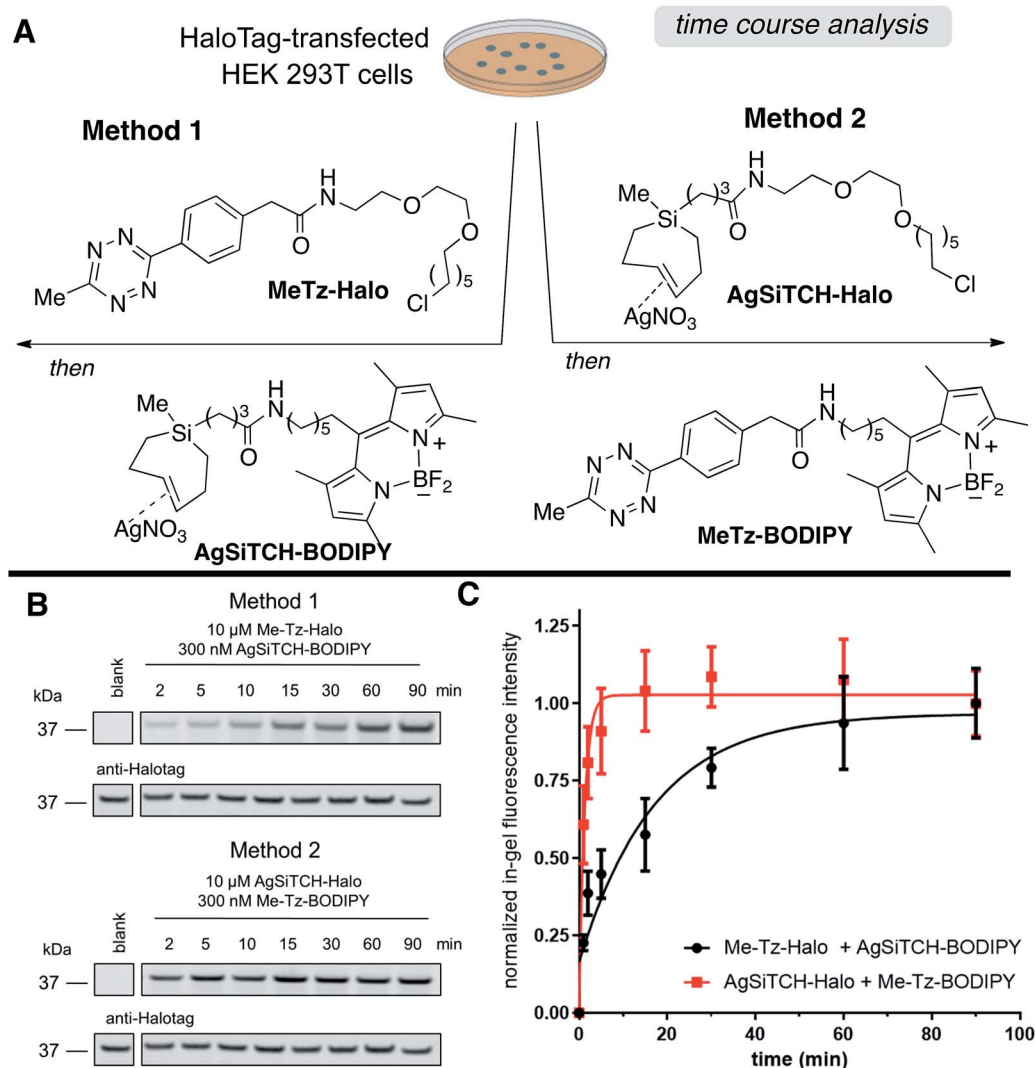 A
HaloTag-transfected
HEK 293T cells
time course analysis
Method 1
Method 2
N
N
N
N
Me
O
H
N
O
O
( )5
Cl
MeTz-Halo
Me
Si
( )3
O
H
N
O
O
( )5
Cl
AgNO3
AgSiTCH-Halo
then
then
Me
Si
( )3
O
H
N
( )5
N
+
BF2
−
N
AgNO3
AgSiTCH-BODIPY
N
N
N
N
Me
O
H
N
( )5
N
+
BF2
−
N
MeTz-BODIPY
B
Method 1
10 µM Me-Tz-Halo
300 nM AgSiTCH-BODIPY
blank
2 5 10 15 30 60 90 min
kDa
37
anti-Halotag
37
Method 2
10 µM AgSiTCH-Halo
300 nM Me-Tz-BODIPY
blank
2 5 10 15 30 60 90 min
kDa
37
anti-Halotag
37
C
normalized in-gel fluorescence intensity
1.25
1.00
0.75
0.50
0.25
0.00
0 20 40 60 80 100
time (min)
Me-Tz-Halo + AgSiTCH-BODIPY
AgSiTCH-Halo + Me-Tz-BODIPY